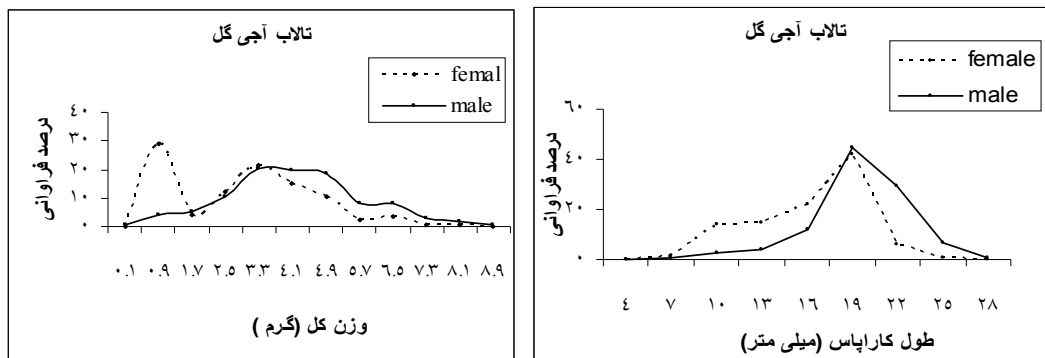 تالاب آجی گل
femal
male
درصد فراوانی
۴۰
۳۰
۲۰
۱۰
۰
۰.۱ ۰.۹ ۱.۷ ۲.۵ ۳.۳ ۴.۱ ۴.۹ ۵.۷ ۶.۵ ۷.۳ ۸.۱ ۸.۹
وزن کل (گرم )
تالاب آجی گل
female
male
درصد فراوانی
۶۰
۴۰
۲۰
۰
۴ ۷ ۱۰ ۱۳ ۱۶ ۱۹ ۲۲ ۲۵ ۲۸
طول کاراپاس (میلی متر)